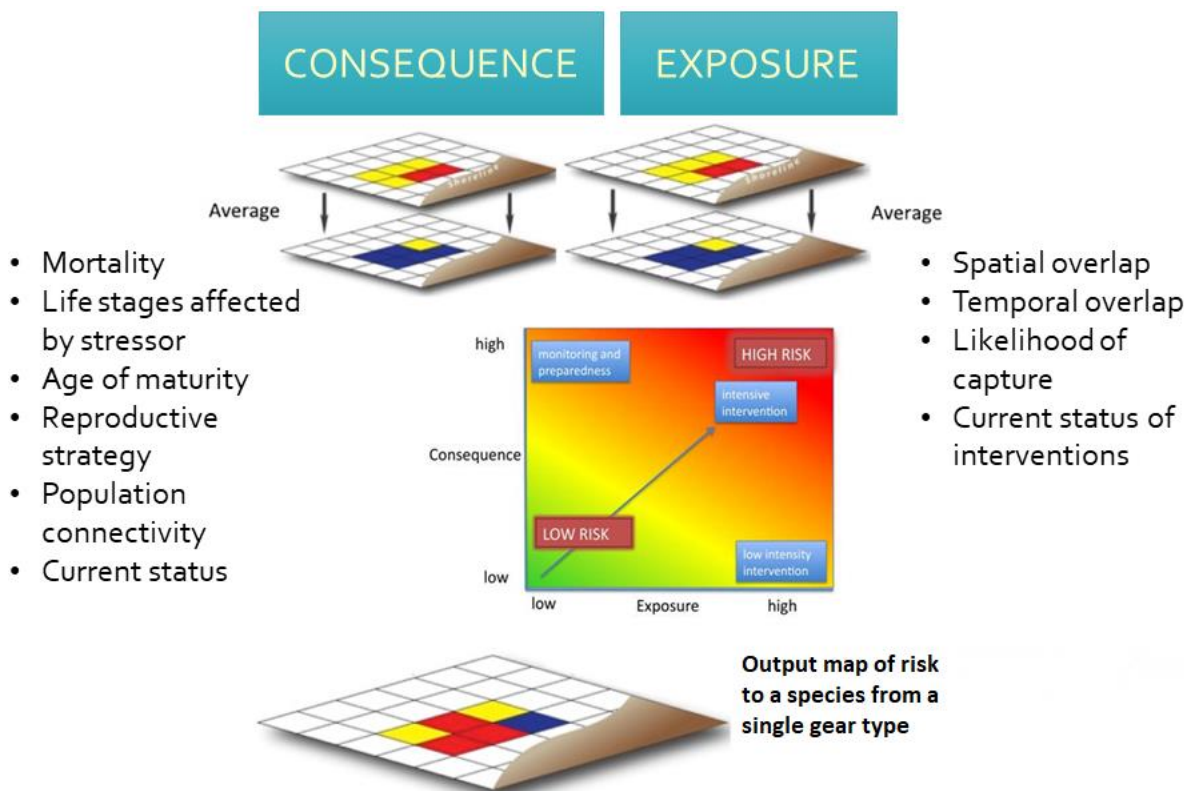 CONSEQUENCE
EXPOSURE
Shoreline
Shoreline
Average
Average
• Mortality
• Life stages affected
by stressor
• Age of maturity
• Reproductive
strategy
• Population
connectivity
• Current status
• Spatial overlap
• Temporal overlap
• Likelihood of
capture
• Current status of
interventions
high
monitoring and
preparedness
HIGH RISK
intensive
intervention
Consequence
LOW RISK
low intensity
intervention
low
low
Exposure
high
Output map of risk
to a species from a
single gear type